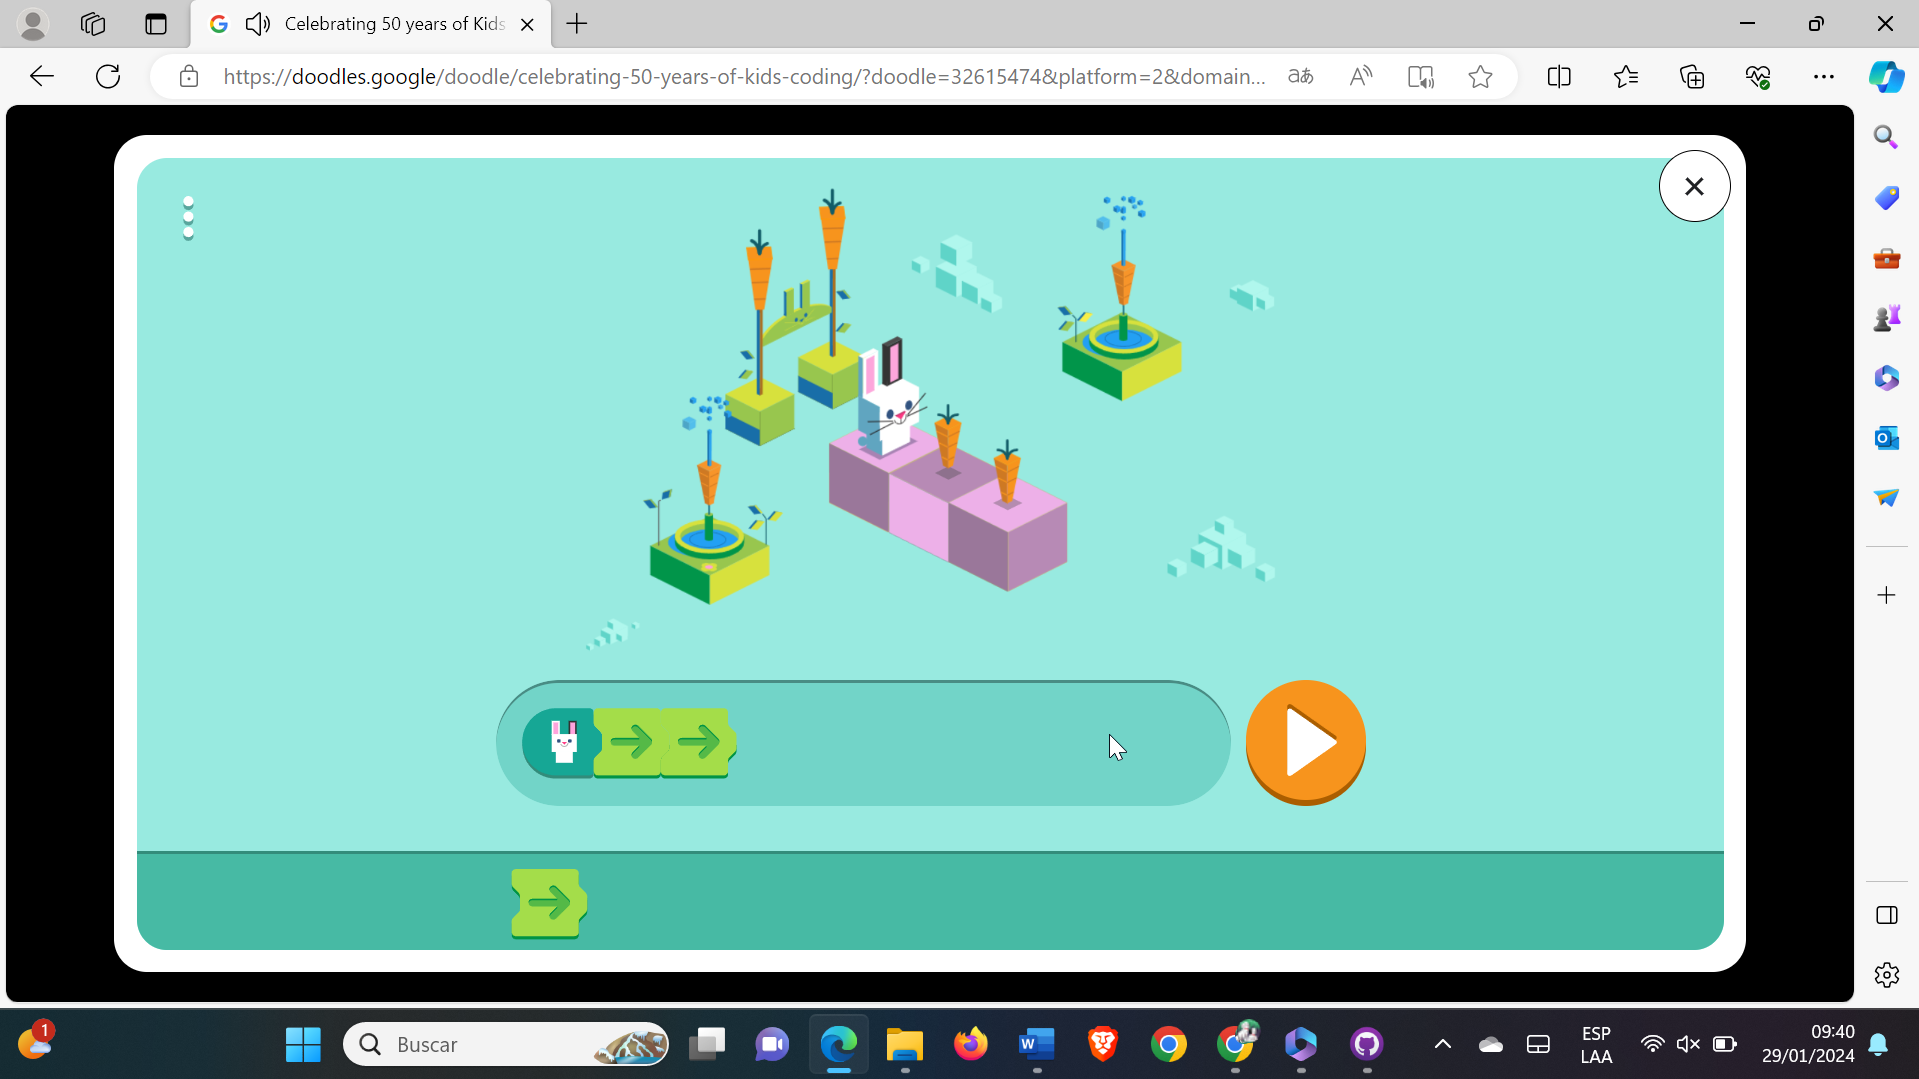 Celebrating 50 years of Kids
https://doodles.google/doodle/celebrating-50-years-of-kids-coding/?doodle=32615474&platform=2&domain...
1
Buscar
ESP
LAA
09:40
29/01/2024